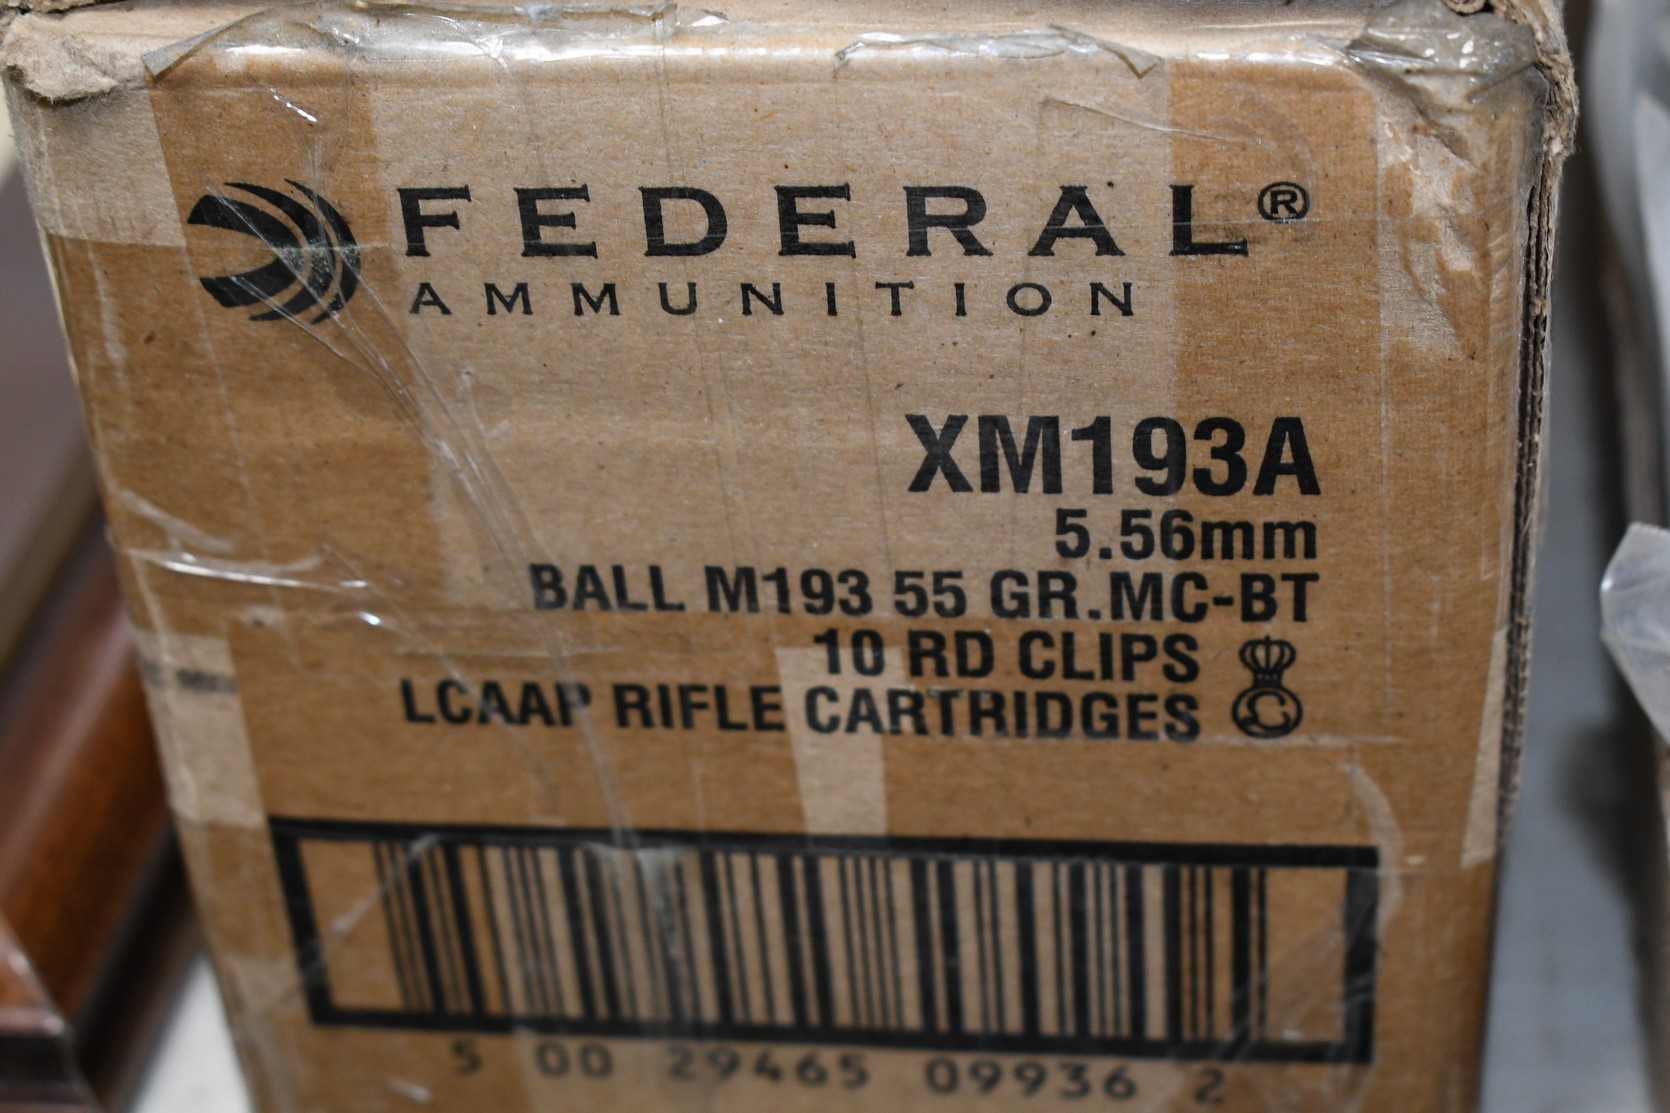 FEDERAL®
AMMUNITION
XM193A
5.56mm
BALL M193 55 GR.MC-BT
10 RD CLIPS
LCAAP RIFLE CARTRIDGES
5 00 29465 09936 2